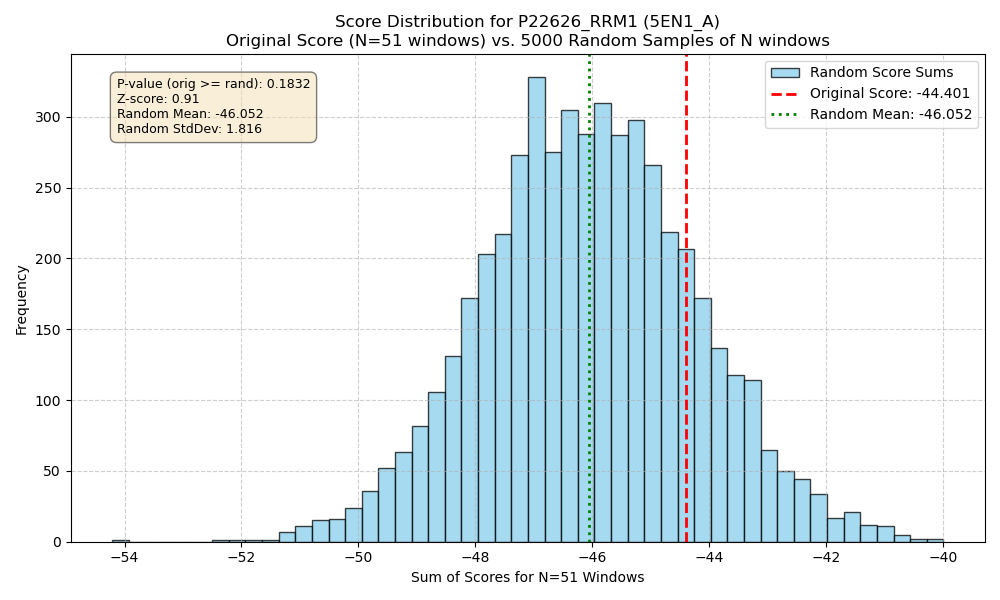 Score Distribution for P22626_RRM1 (5EN1_A)
Original Score (N=51 windows) vs. 5000 Random Samples of N windows
P-value (orig >= rand): 0.1832
Z-score: 0.91
Random Mean: -46.052
Random StdDev: 1.816
Random Score Sums
Original Score: -44.401
Random Mean: -46.052
Frequency
300
250
200
150
100
50
0
−54
−52
−50
−48
−46
−44
−42
−40
Sum of Scores for N=51 Windows